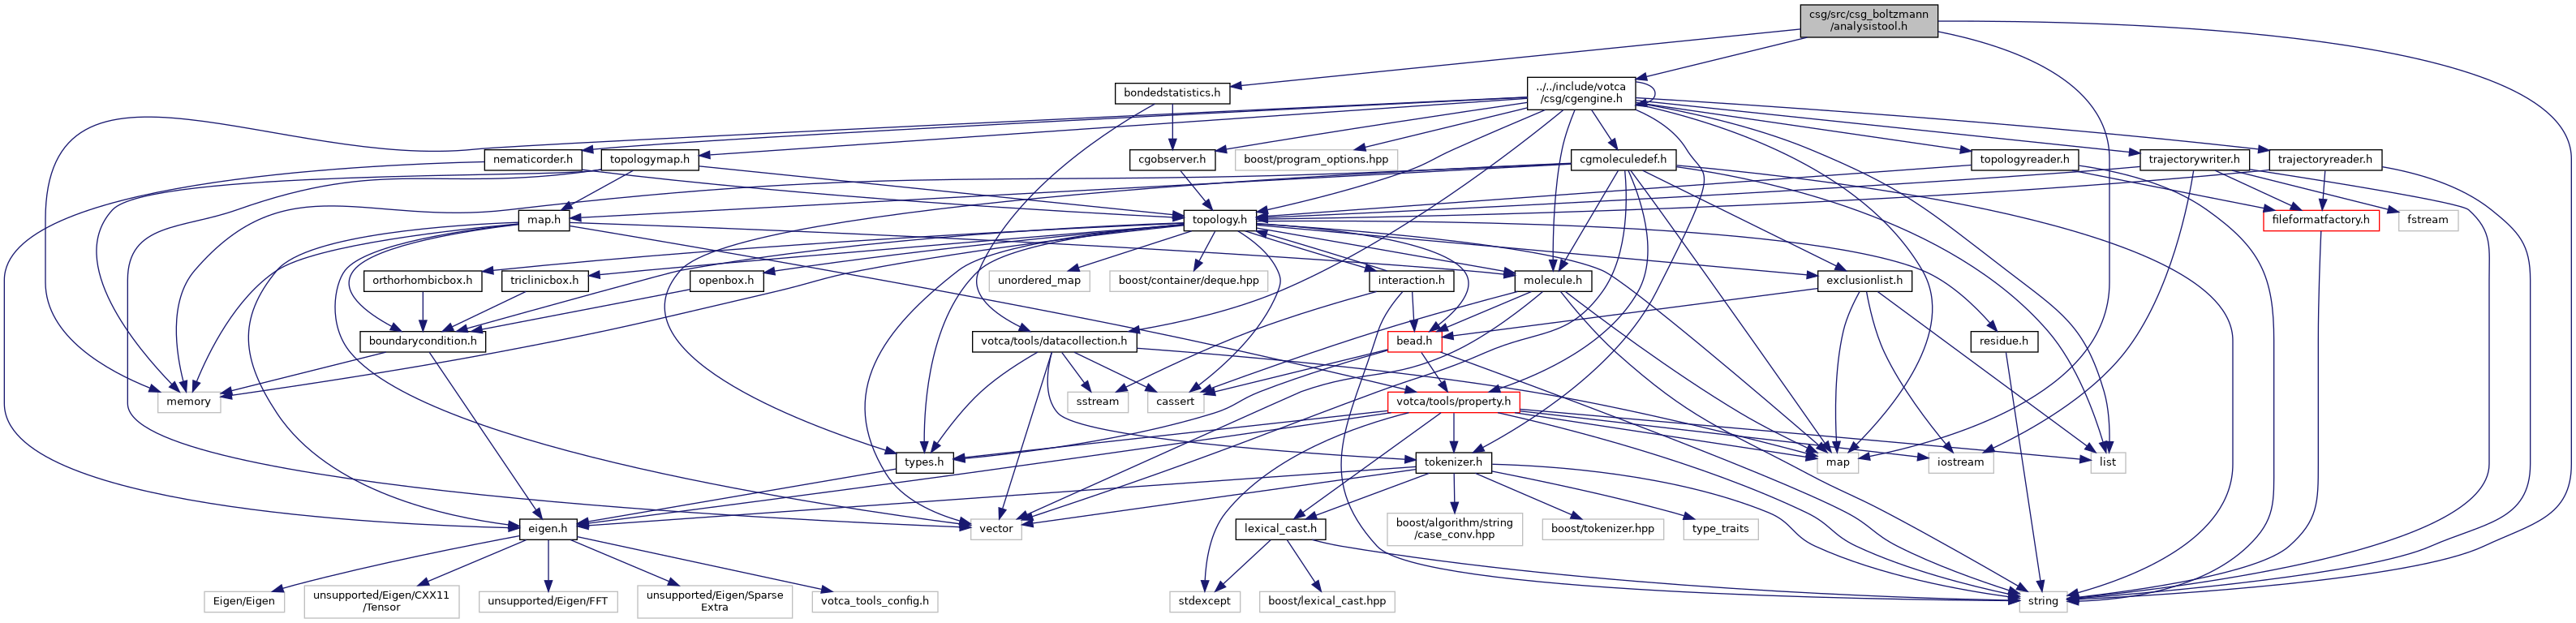 csg/src/csg_boltzmann
/analysistool.h
bondedstatistics.h
../../include/votca
/csg/cgengine.h
nematicorder.h
topologymap.h
cgobserver.h
boost/program_options.hpp
cgmoleculedef.h
topologyreader.h
trajectorywriter.h
trajectoryreader.h
map.h
topology.h
fileformatfactory.h
fstream
orthorhombicbox.h
triclinicbox.h
openbox.h
unordered_map
boost/container/deque.hpp
interaction.h
molecule.h
exclusionlist.h
boundarycondition.h
votca/tools/datacollection.h
bead.h
residue.h
memory
sstream
cassert
votca/tools/property.h
types.h
tokenizer.h
map
iostream
list
eigen.h
vector
lexical_cast.h
boost/algorithm/string
/case_conv.hpp
boost/tokenizer.hpp
type_traits
Eigen/Eigen
unsupported/Eigen/CXX11
/Tensor
unsupported/Eigen/FFT
unsupported/Eigen/Sparse
Extra
votca_tools_config.h
stdexcept
boost/lexical_cast.hpp
string